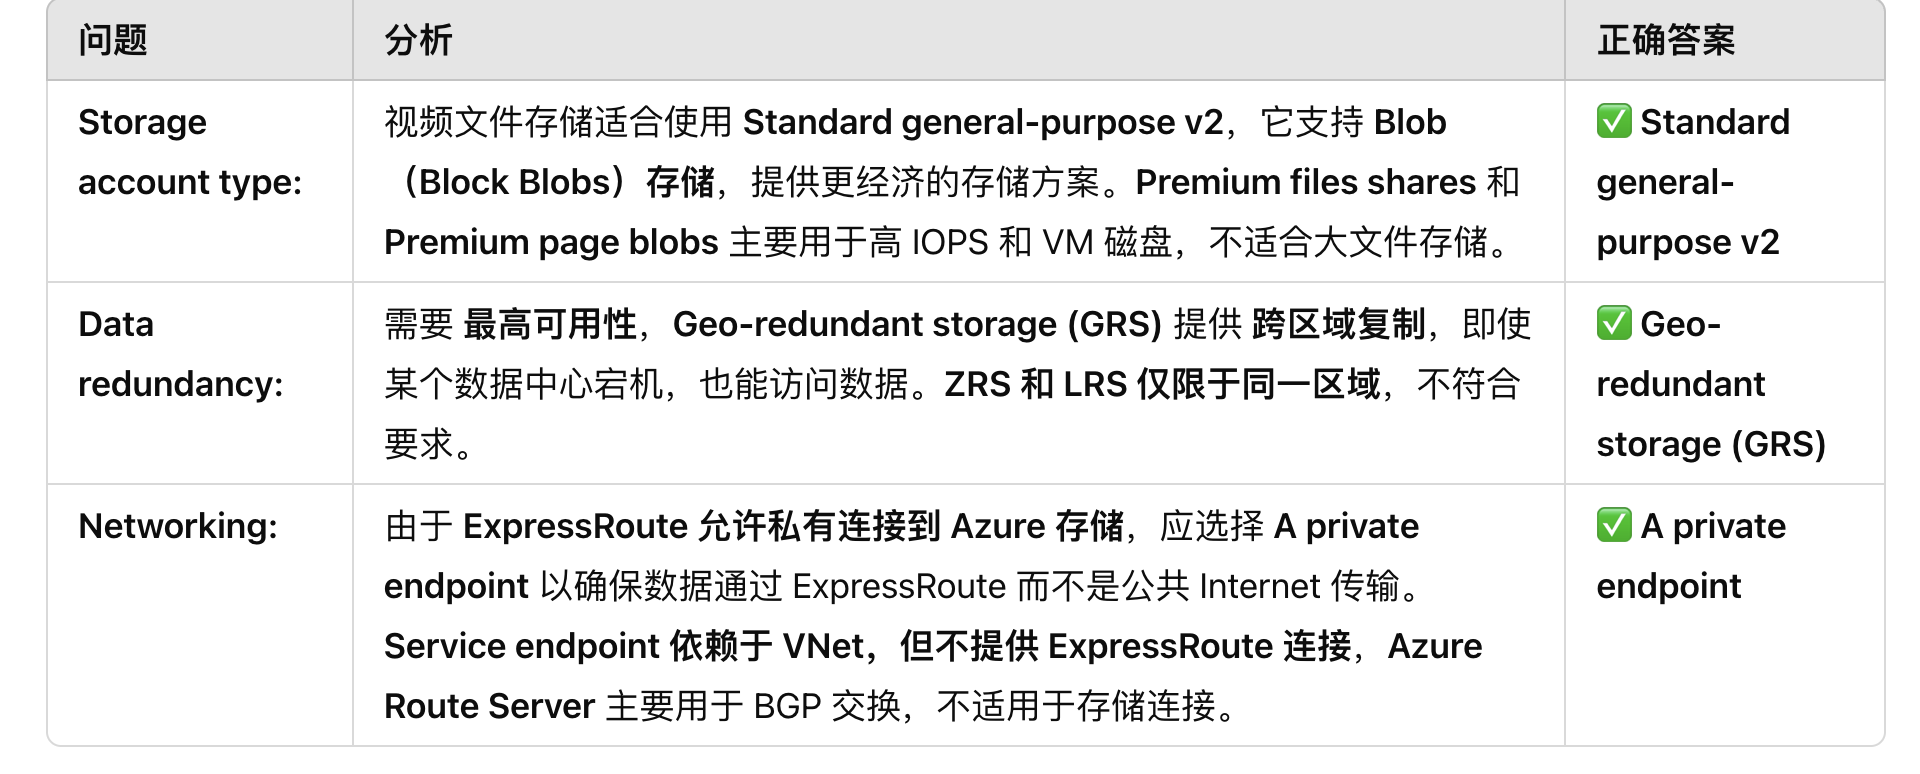 问题
分析
正确答案
Storage
account type:
视频文件存储适合使用 Standard general-purpose v2，它支持 Blob
（Block Blobs）存储，提供更经济的存储方案。Premium files shares 和
Premium page blobs 主要用于高 IOPS 和 VM 磁盘，不适合大文件存储。
✅ Standard
general-
purpose v2
Data
redundancy:
需要 最高可用性，Geo-redundant storage (GRS) 提供 跨区域复制，即使
某个数据中心宕机，也能访问数据。ZRS 和 LRS 仅限于同一区域，不符合
要求。
✅ Geo-
redundant
storage (GRS)
Networking:
由于 ExpressRoute 允许私有连接到 Azure 存储，应选择 A private
endpoint 以确保数据通过 ExpressRoute 而不是公共 Internet 传输。
Service endpoint 依赖于 VNet，但不提供 ExpressRoute 连接，Azure
Route Server 主要用于 BGP 交换，不适用于存储连接。
✅ A private
endpoint